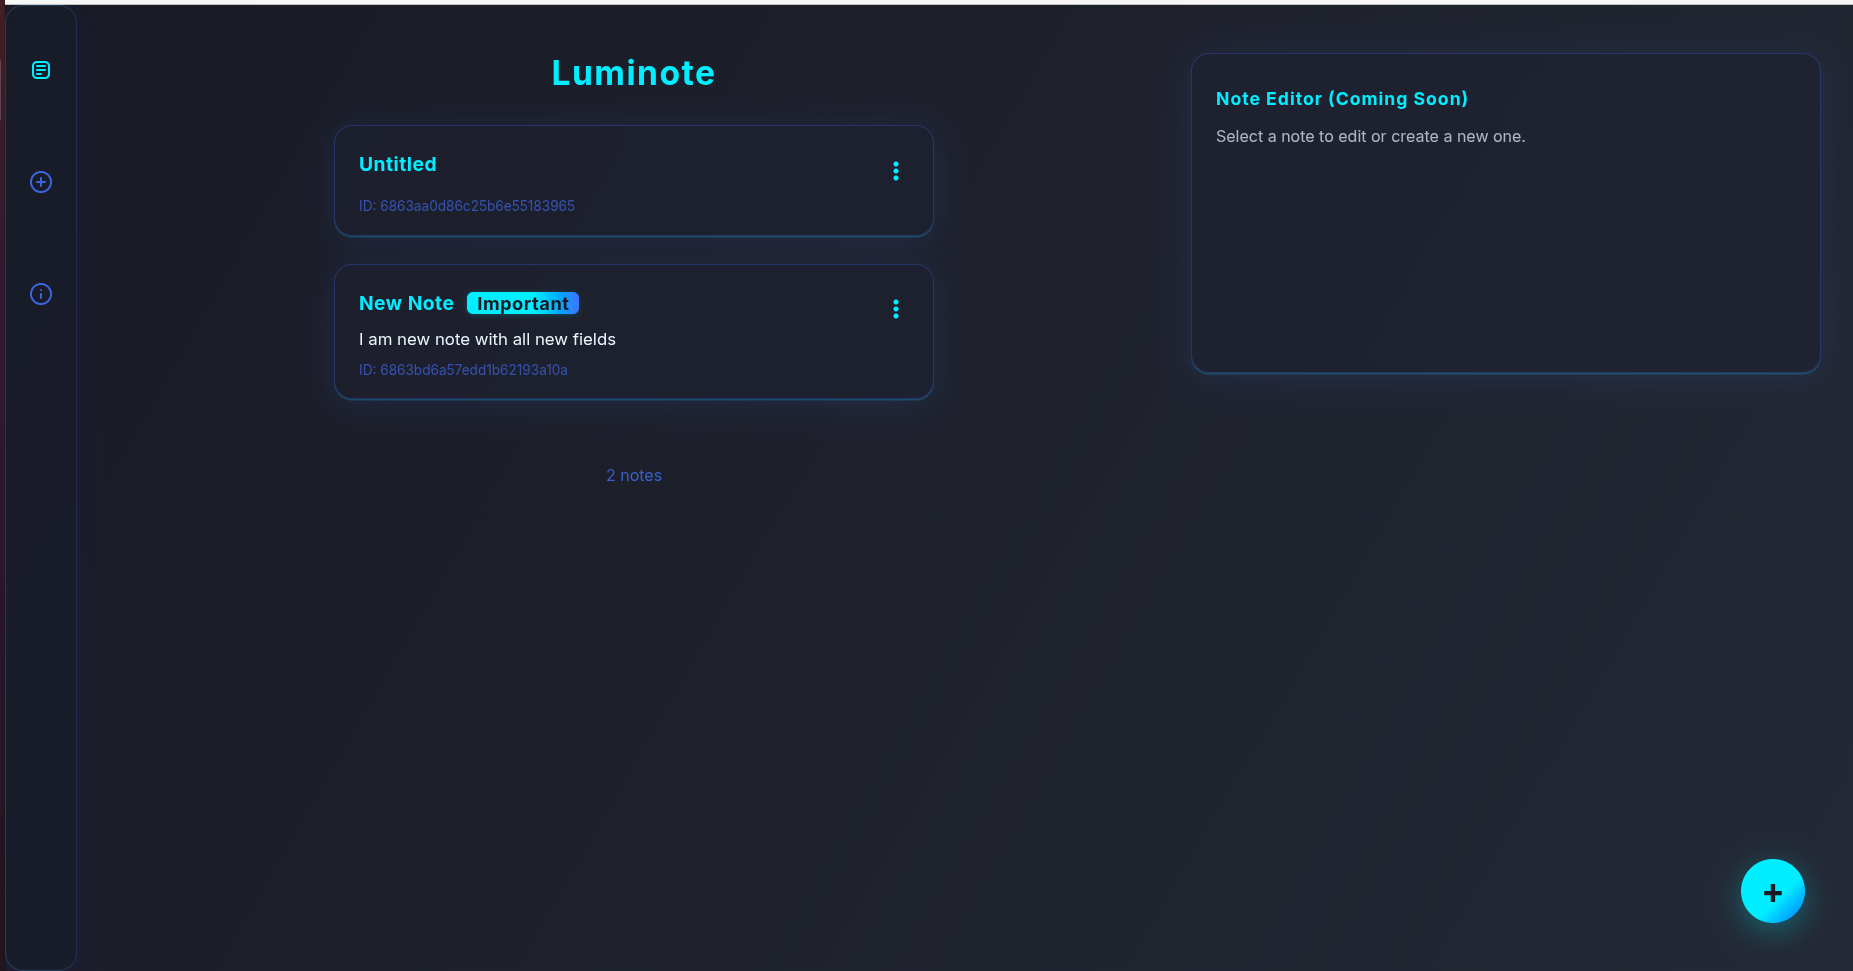 Luminote
Untitled
ID: 6863aa0d86c25b6e55183965
New Note Important
I am new note with all new fields
ID: 6863bd6a57edd1b62193a10a
2 notes
Note Editor (Coming Soon)
Select a note to edit or create a new one.
+